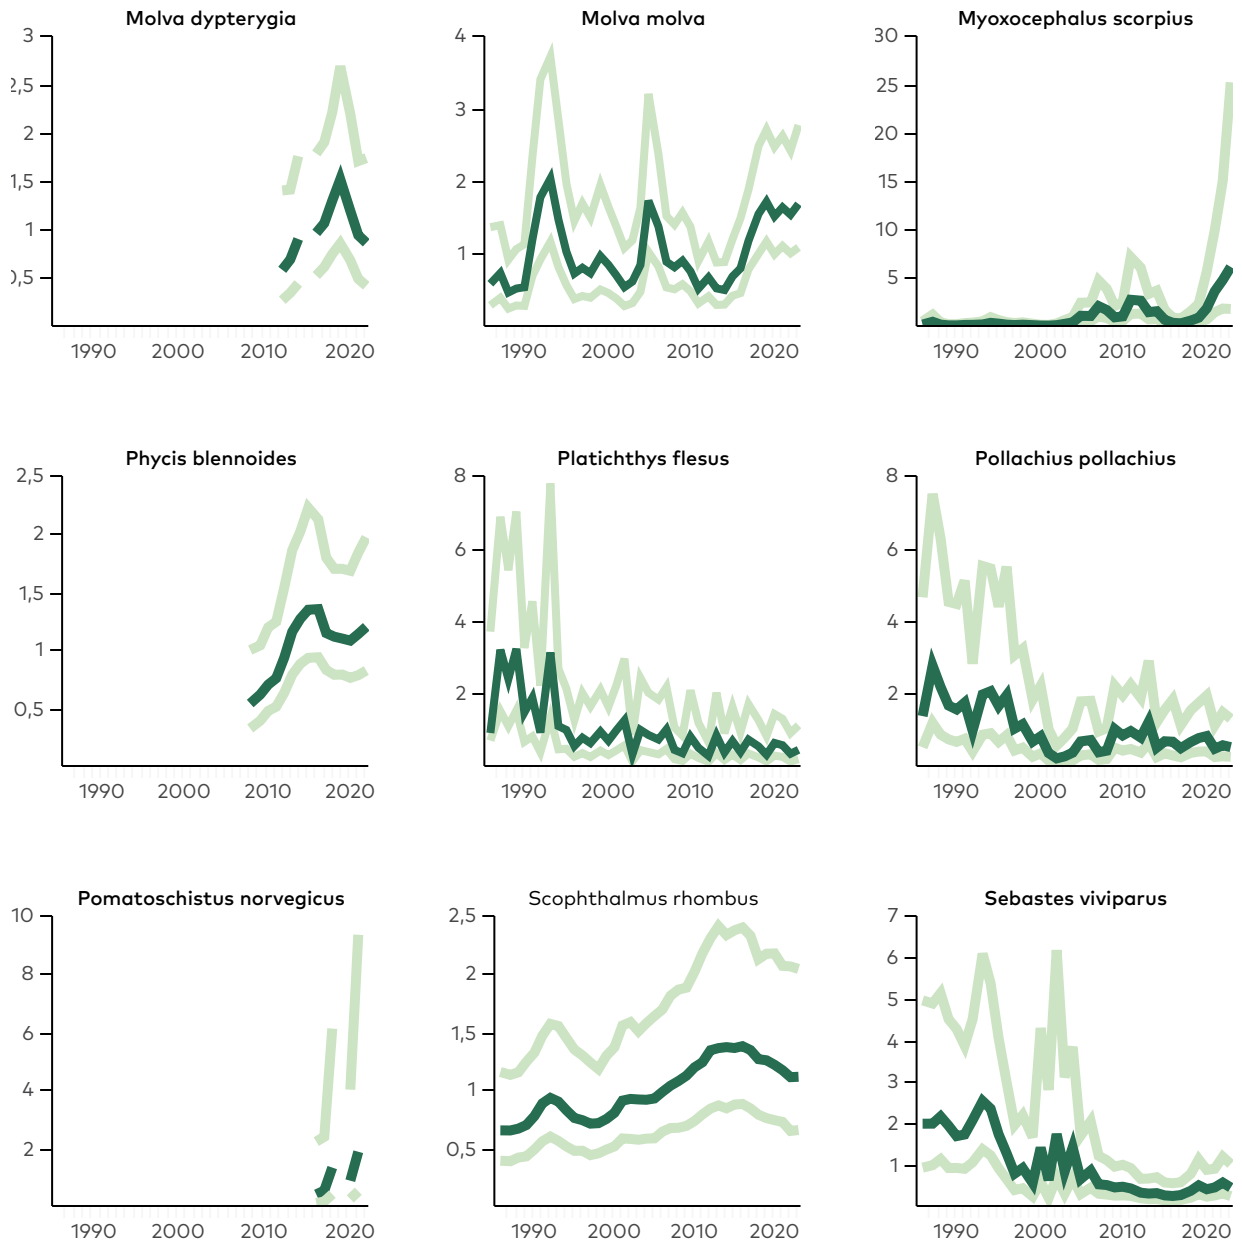 Molva dypterygia
3
2,5
2
1,5
1
0,5
1990 2000 2010 2020
Molva molva
4
3
2
1
1990 2000 2010 2020
Myoxocephalus scorpius
30
25
20
15
10
5
1990 2000 2010 2020
Phycis blennoides
2,5
2
1,5
1
0,5
1990 2000 2010 2020
Platichthys flesus
8
6
4
2
1990 2000 2010 2020
Pollachius pollachius
8
6
4
2
1990 2000 2010 2020
Pomatoschistus norvegicus
10
8
6
4
2
1990 2000 2010 2020
Scophthalmus rhombus
2,5
2
1,5
1
0,5
1990 2000 2010 2020
Sebastes viviparus
7
6
5
4
3
2
1
1990 2000 2010 2020